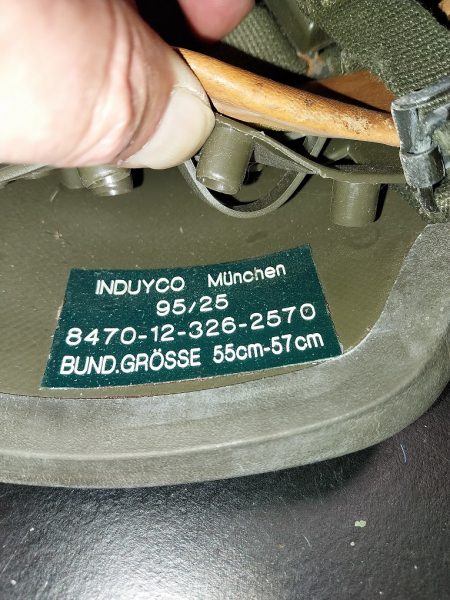 INDUYCO München
95/25
8470-12-326-2570
BUND.GRÖSSE 55cm-57cm